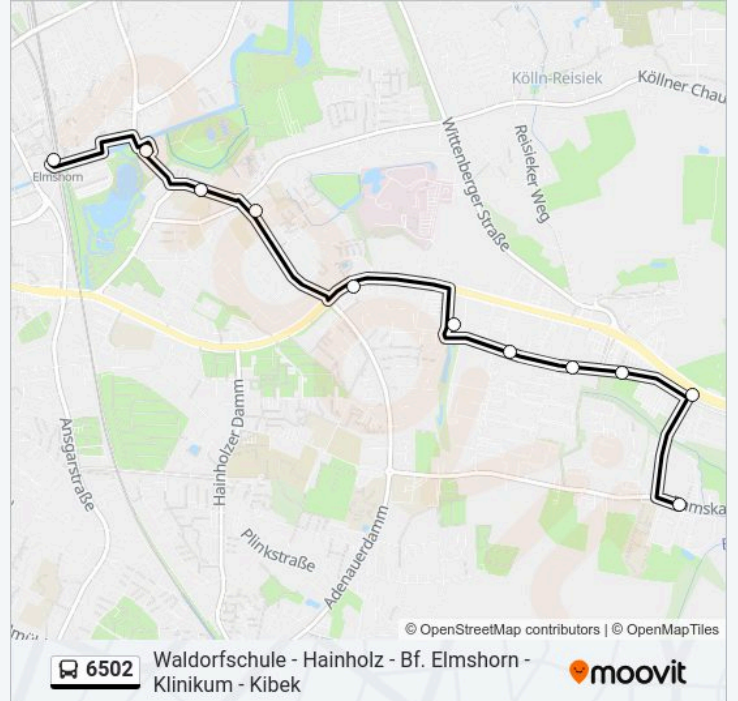 Kölln-Reisiek
Köllner Chau
Wittenberger Straße
Reisieker Weg
Elmshorn
Ansgarstraße
Hainholzer Damm
Plinkstraße
Adenauerdamm
© OpenStreetMap contributors | © OpenMapTiles
6502
Waldorfschule - Hainholz - Bf. Elmshorn -
Klinikum - Kibek
moovit